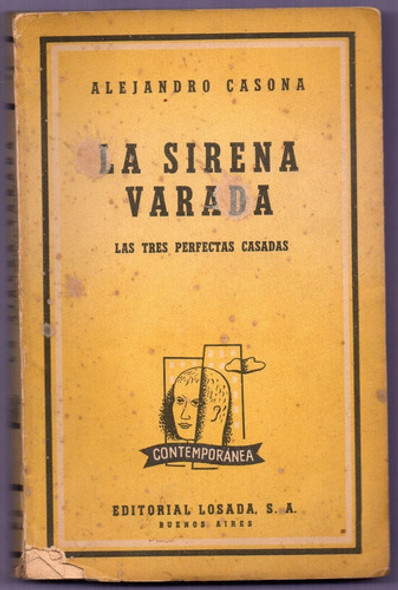 ALEJANDRO CASONA
LA SIRENA
VARADA
LAS TRES PERFECTAS CASADAS
CONTEMPORÁNEA
EDITORIAL LOSADA, S. A.
BUENOS AIRES